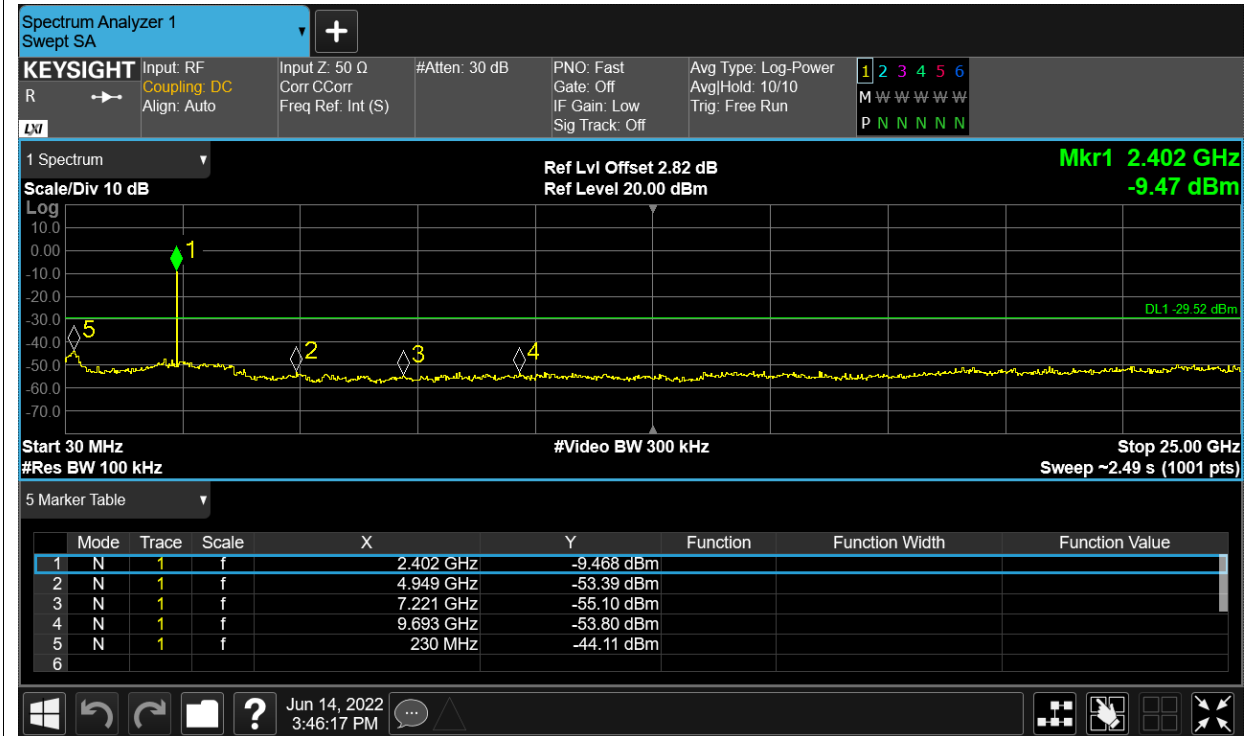 Spectrum Analyzer 1
Swept SA
KEYSIGHT
R
LXI
Input: RF
Coupling: DC
Align: Auto
Input Z: 50 Ω
Corr CCorr
Freq Ref: Int (S)
#Atten: 30 dB
PNO: Fast
Gate: Off
IF Gain: Low
Sig Track: Off
Avg Type: Log-Power
Avg|Hold: 10/10
Trig: Free Run
1 2 3 4 5 6
M W W W W W
P N N N N N
1 Spectrum
Scale/Div 10 dB
Ref Lvl Offset 2.82 dB
Ref Level 20.00 dBm
Mkr1 2.402 GHz
-9.47 dBm
Log
10.0
0.00
-10.0
-20.0
-30.0
-40.0
-50.0
-60.0
-70.0
1
DL1 -29.52 dBm
5
2
3
4
Start 30 MHz
#Video BW 300 kHz
Stop 25.00 GHz
#Res BW 100 kHz
Sweep ~2.49 s (1001 pts)
5 Marker Table
Mode Trace Scale X Y Function Function Width Function Value
1 N 1 f 2.402 GHz -9.468 dBm
2 N 1 f 4.949 GHz -53.39 dBm
3 N 1 f 7.221 GHz -55.10 dBm
4 N 1 f 9.693 GHz -53.80 dBm
5 N 1 f 230 MHz -44.11 dBm
6
?
Jun 14, 2022
3:46:17 PM